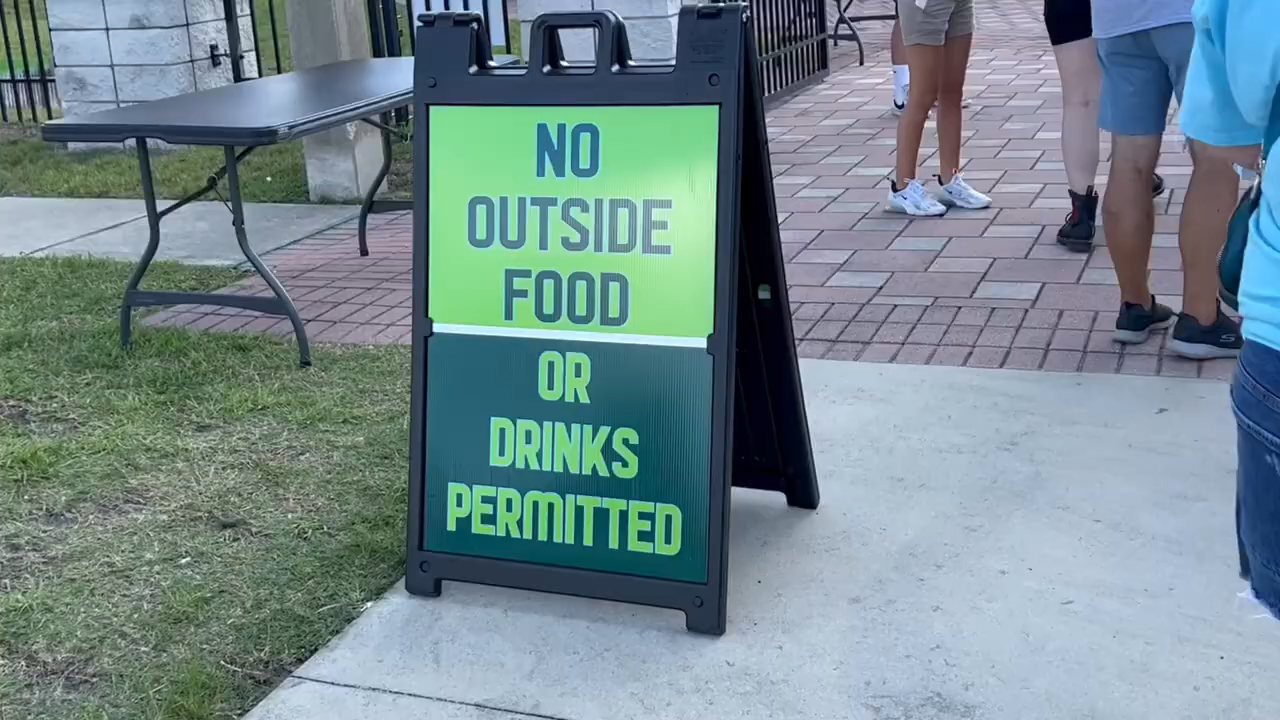 NO
OUTSIDE
FOOD
OR
DRINKS
PERMITTED